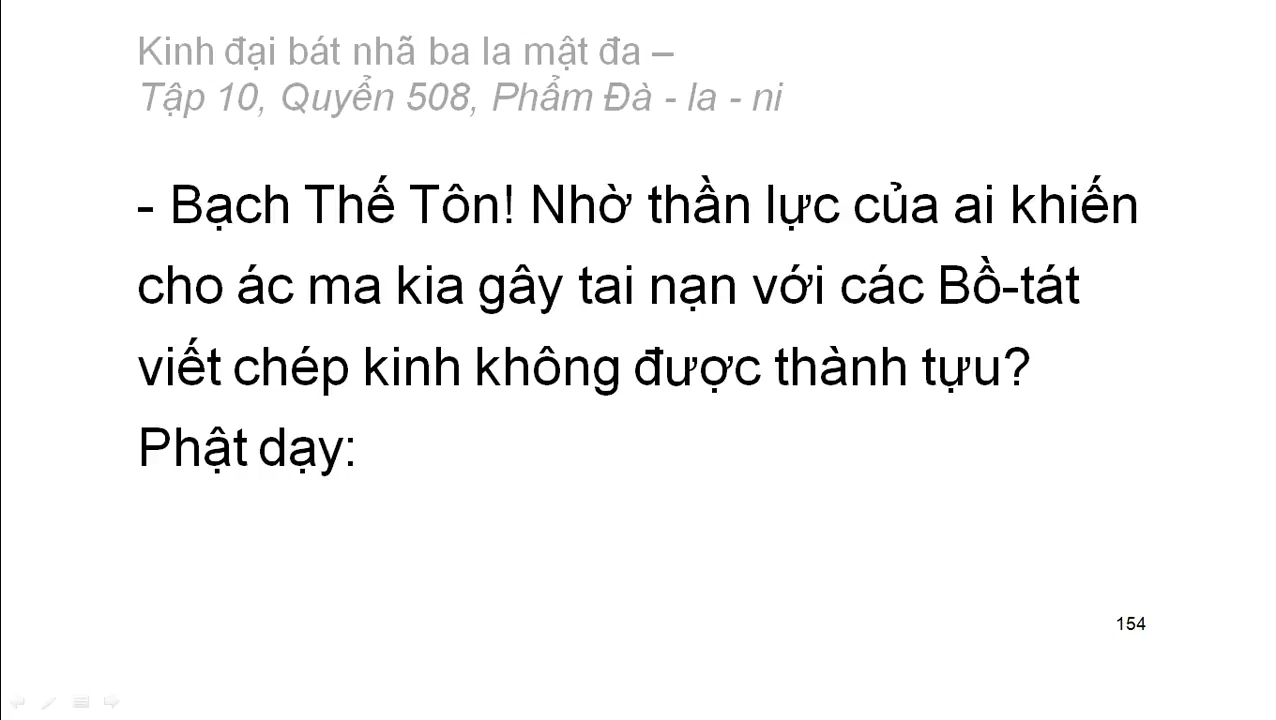 Kinh đại bát nhã ba la mật đa –
Tập 10, Quyển 508, Phẩm Đà - la - ni
- Bạch Thế Tôn! Nhờ thần lực của ai khiến
cho ác ma kia gây tai nạn với các Bồ-tát
viết chép kinh không được thành tựu?
Phật dạy:
154